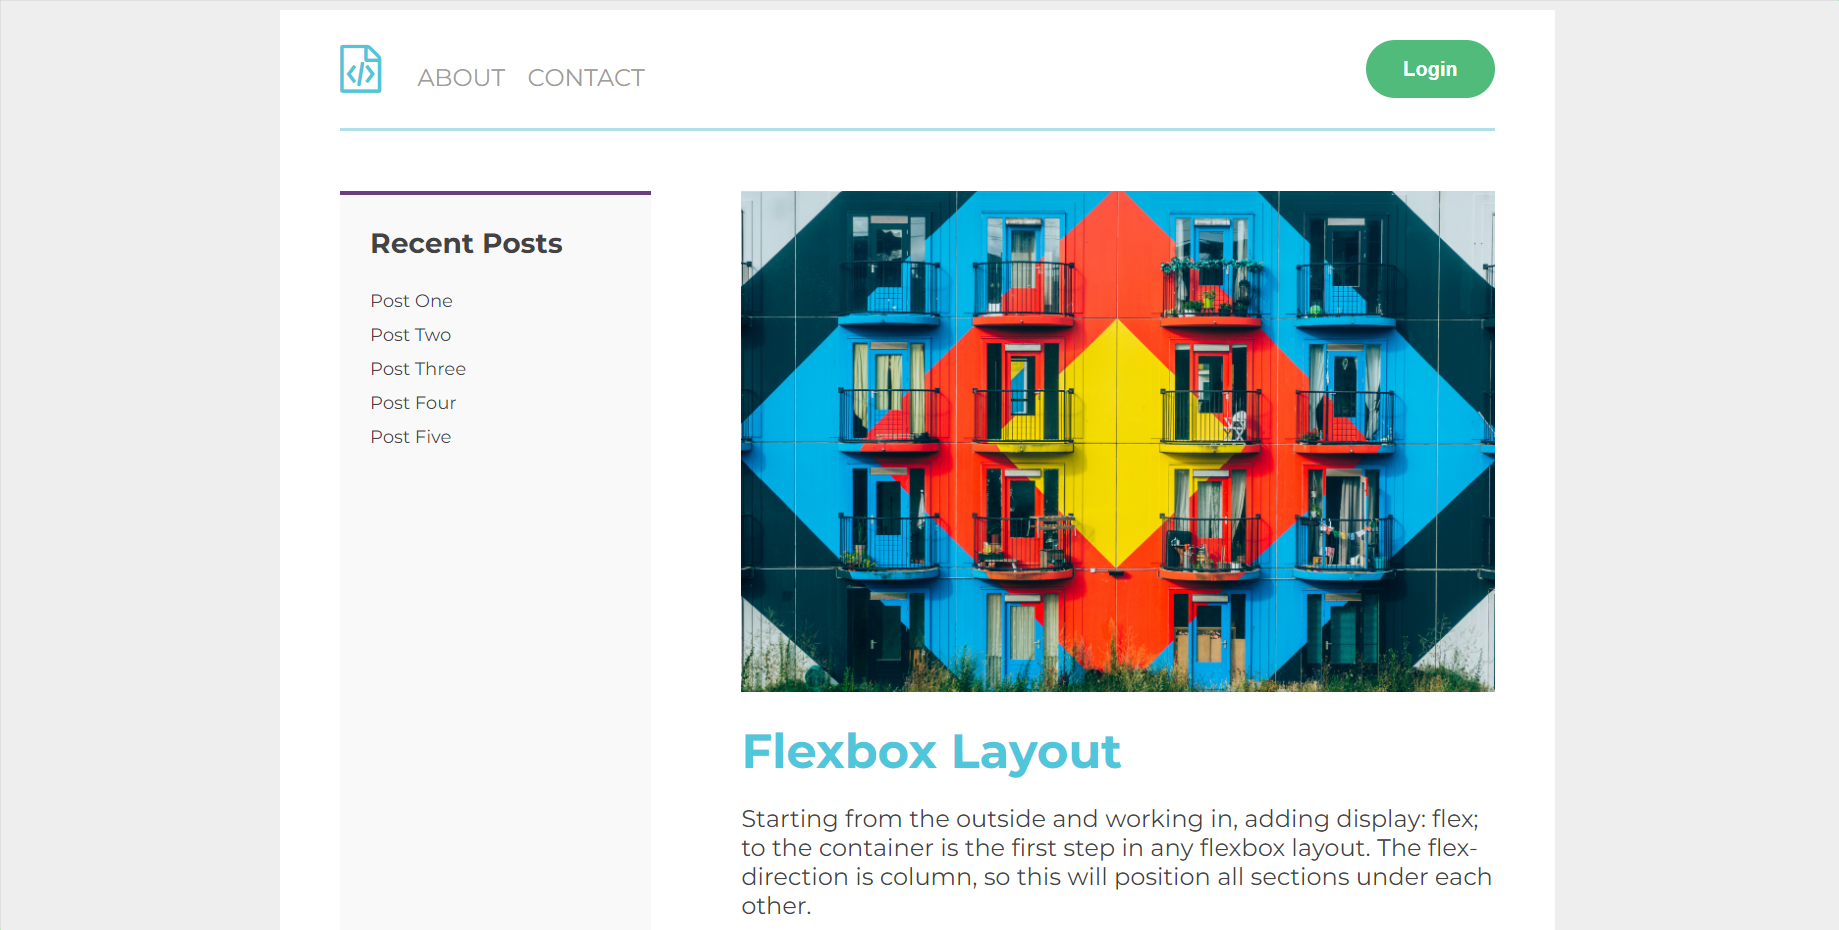 </>
ABOUT CONTACT
Login
Recent Posts
Post One
Post Two
Post Three
Post Four
Post Five
Flexbox Layout
Starting from the outside and working in, adding display: flex;
to the container is the first step in any flexbox layout. The flex-
direction is column, so this will position all sections under each
other.